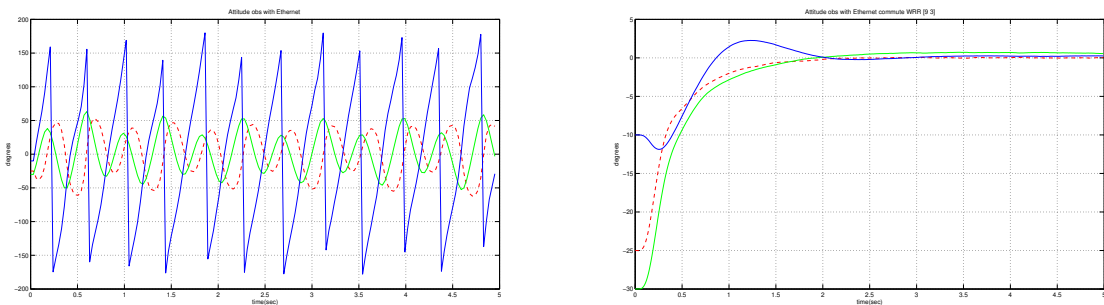 Attitude obs with Ethernet
200
150
100
50
0
-50
-100
-150
-200
degrees
0 0.5 1 1.5 2 2.5 3 3.5 4 4.5 5
time(sec)
Attitude obs with Ethernet commute WRR [9 3]
5
0
-5
-10
-15
-20
-25
-30
degrees
0 0.5 1 1.5 2 2.5 3 3.5 4 4.5 5
time(sec)